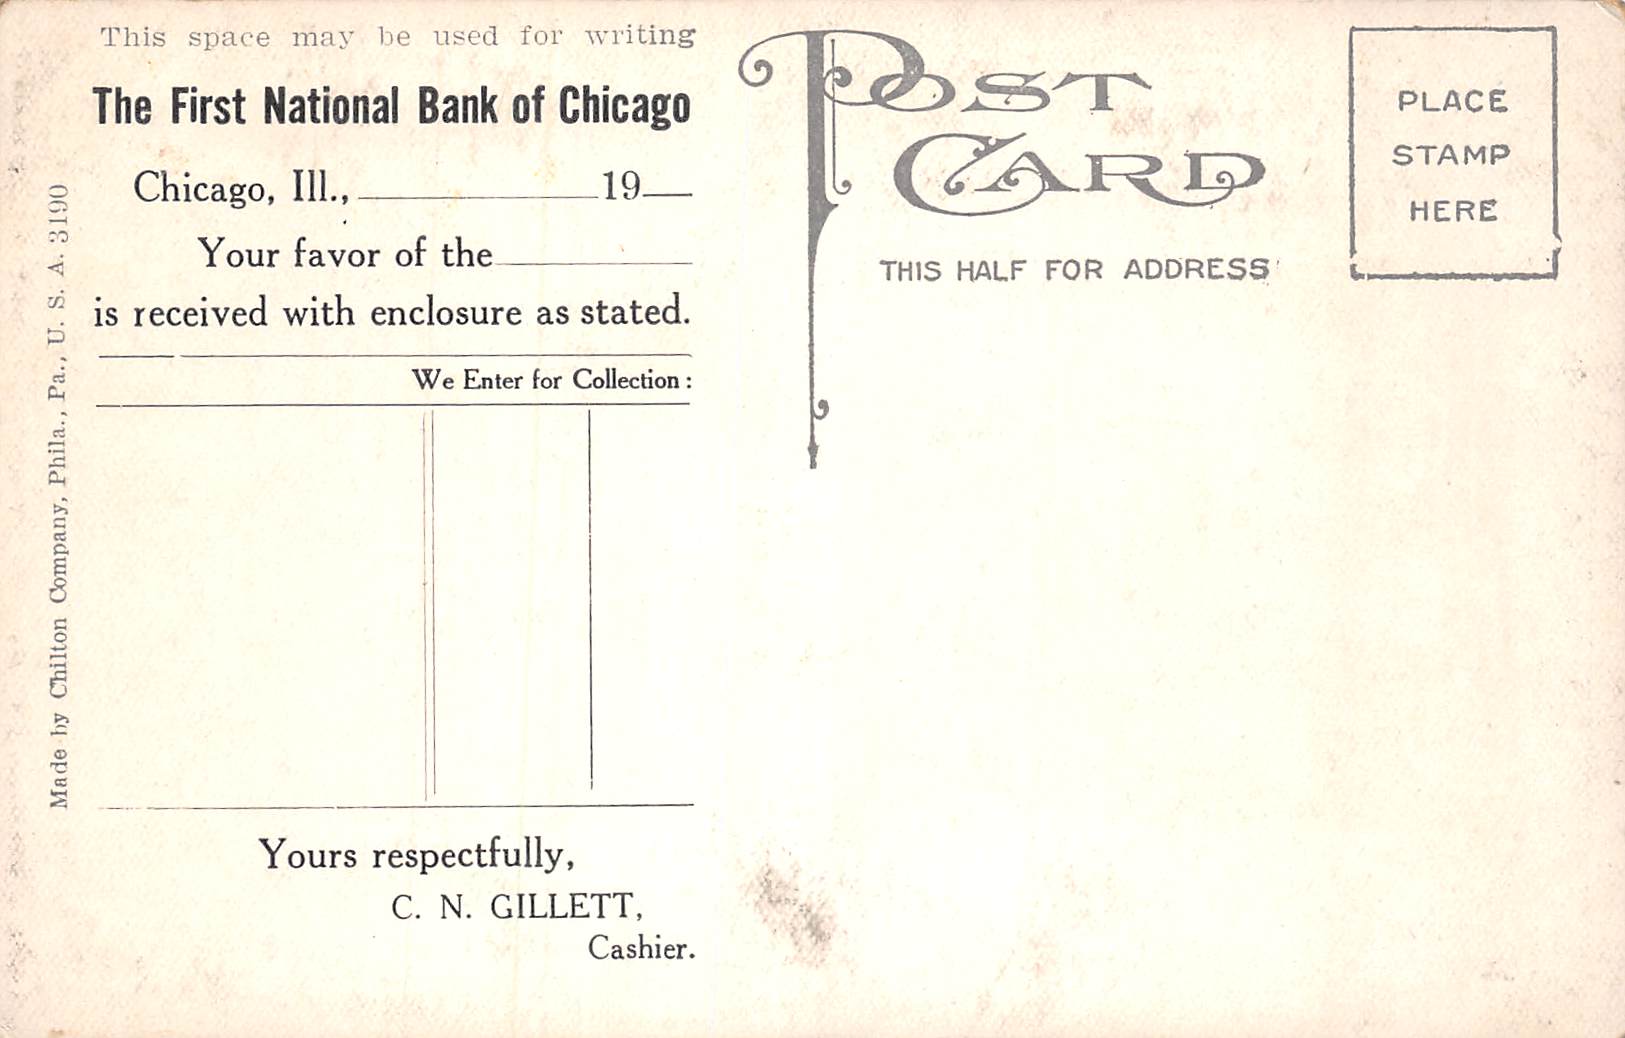 This space may be used for writing
The First National Bank of Chicago
Chicago, Ill., 19
Your favor of the
is received with enclosure as stated.
We Enter for Collection:
Yours respectfully,
C. N. GILLETT,
Cashier.
Made by Chilton Company, Phila., Pa., U. S. A. 3190
POST
CARD
THIS HALF FOR ADDRESS
PLACE
STAMP
HERE